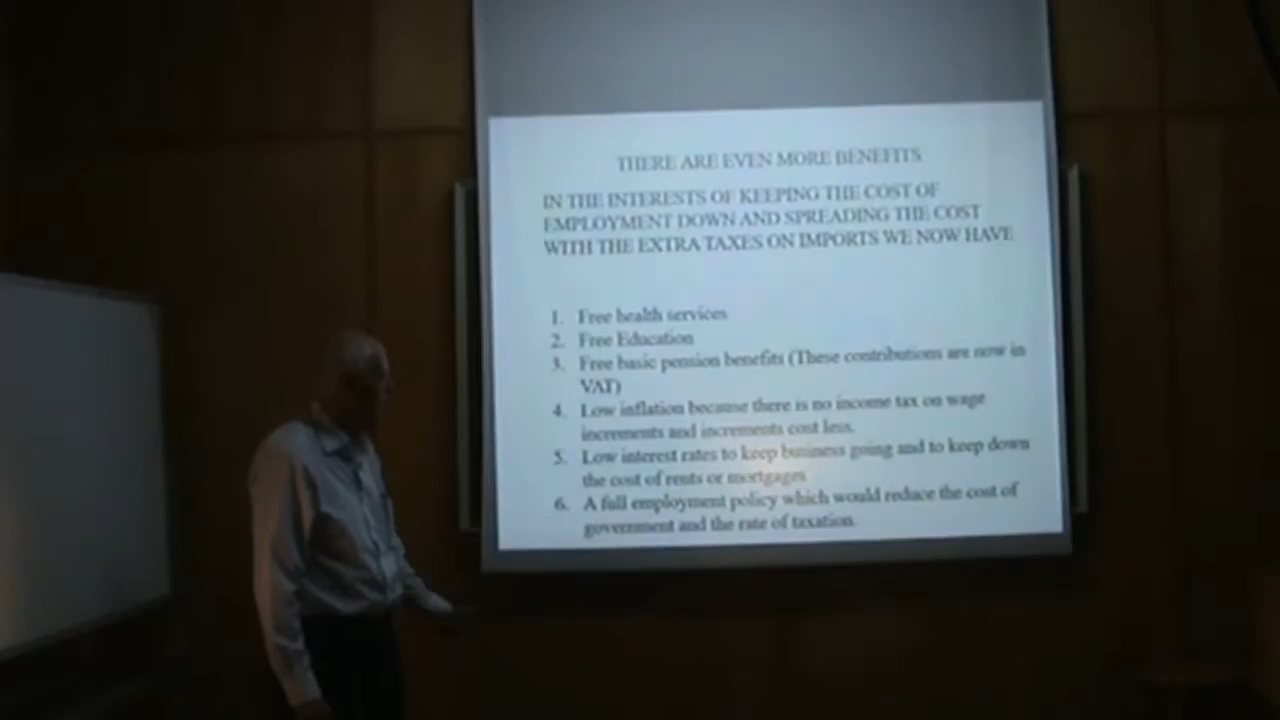 THERE ARE EVEN MORE BENEFITS
IN THE INTERESTS OF KEEPING THE COST OF
EMPLOYMENT DOWN AND SPREADING THE COST
WITH THE EXTRA TAXES ON IMPORTS WE NOW HAVE
1. Free health services
2. Free Education
3. Free basic pension benefits (These contributions are now in
VAT)
4. Low inflation because there is no income tax on wage
increments and increments cost less.
5. Low interest rates to keep business going and to keep down
the cost of rents or mortgages
6. A full employment policy which would reduce the cost of
government and the rate of taxation.